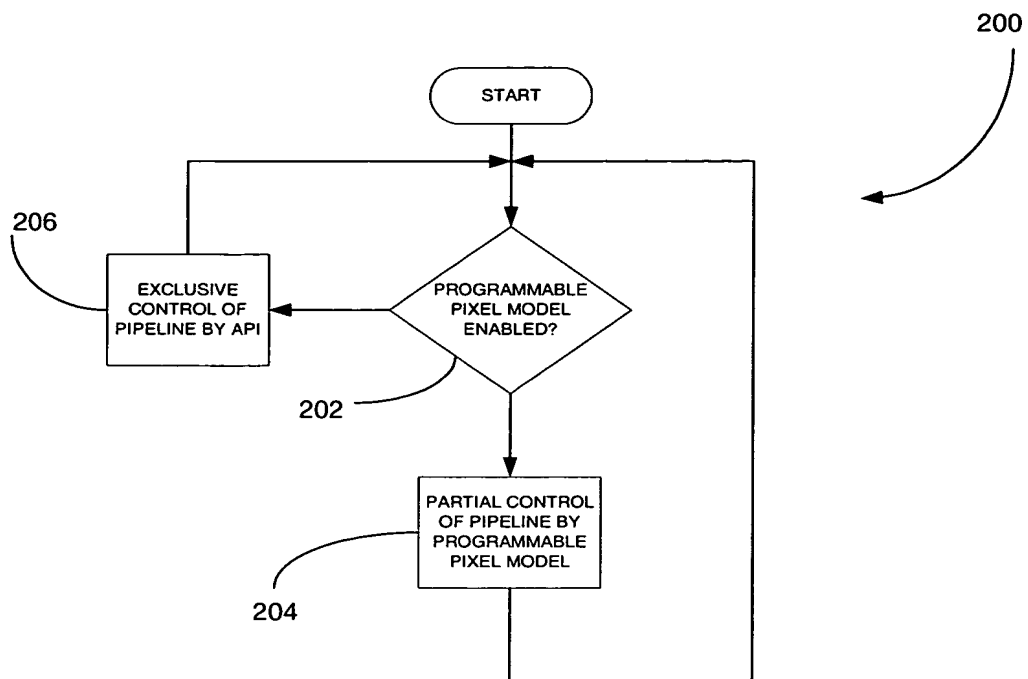 200
START
206
EXCLUSIVE
CONTROL OF
PIPELINE BY API
PROGRAMMABLE
PIXEL MODEL
ENABLED?
202
PARTIAL CONTROL
OF PIPELINE BY
PROGRAMMABLE
PIXEL MODEL
204